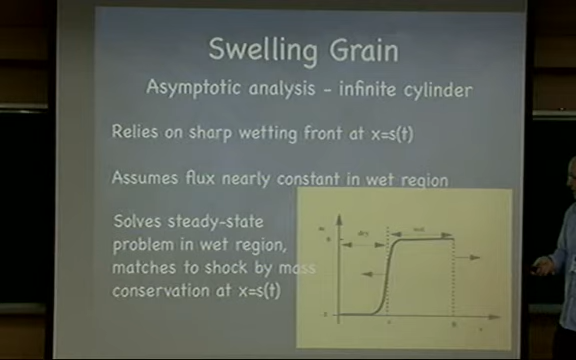 Swelling Grain
Asymptotic analysis - infinite cylinder
Relies on sharp wetting front at x=s(t)
Assumes flux nearly constant in wet region
Solves steady-state
problem in wet region,
matches to shock by mass
conservation at x=s(t)
dry
wet